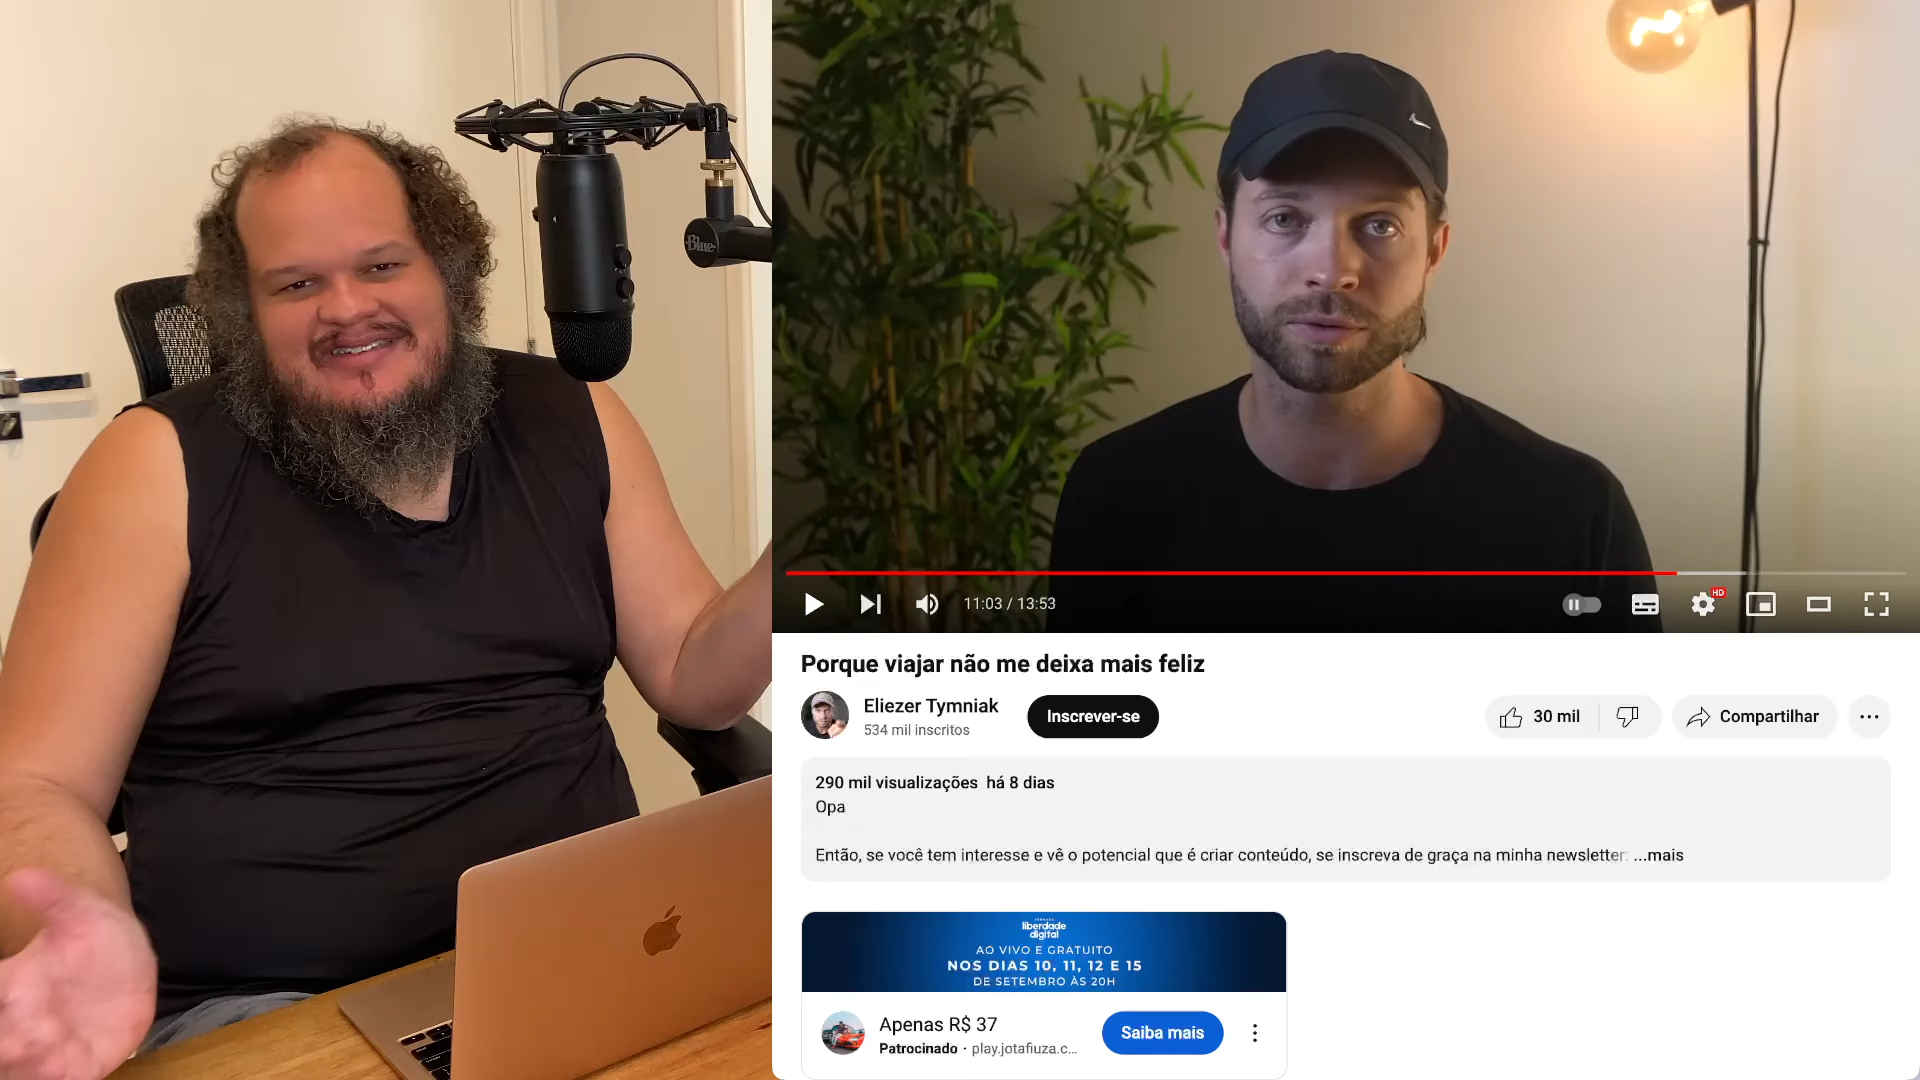 Blue
11:03 / 13:53
HD
Porque viajar não me deixa mais feliz
Eliezer Tymniak
534 mil inscritos
Inscrever-se
30 mil
Compartilhar
290 mil visualizações há 8 dias
Opa
Então, se você tem interesse e vê o potencial que é criar conteúdo, se inscreva de graça na minha newsletter: ...mais
JORNADA
liberdade
digital
AO VIVO E GRATUITO
NOS DIAS 10, 11, 12 E 15
DE SETEMBRO ÀS 20H
Apenas R$ 37
Patrocinado · play.jotafiuza.c...
Saiba mais